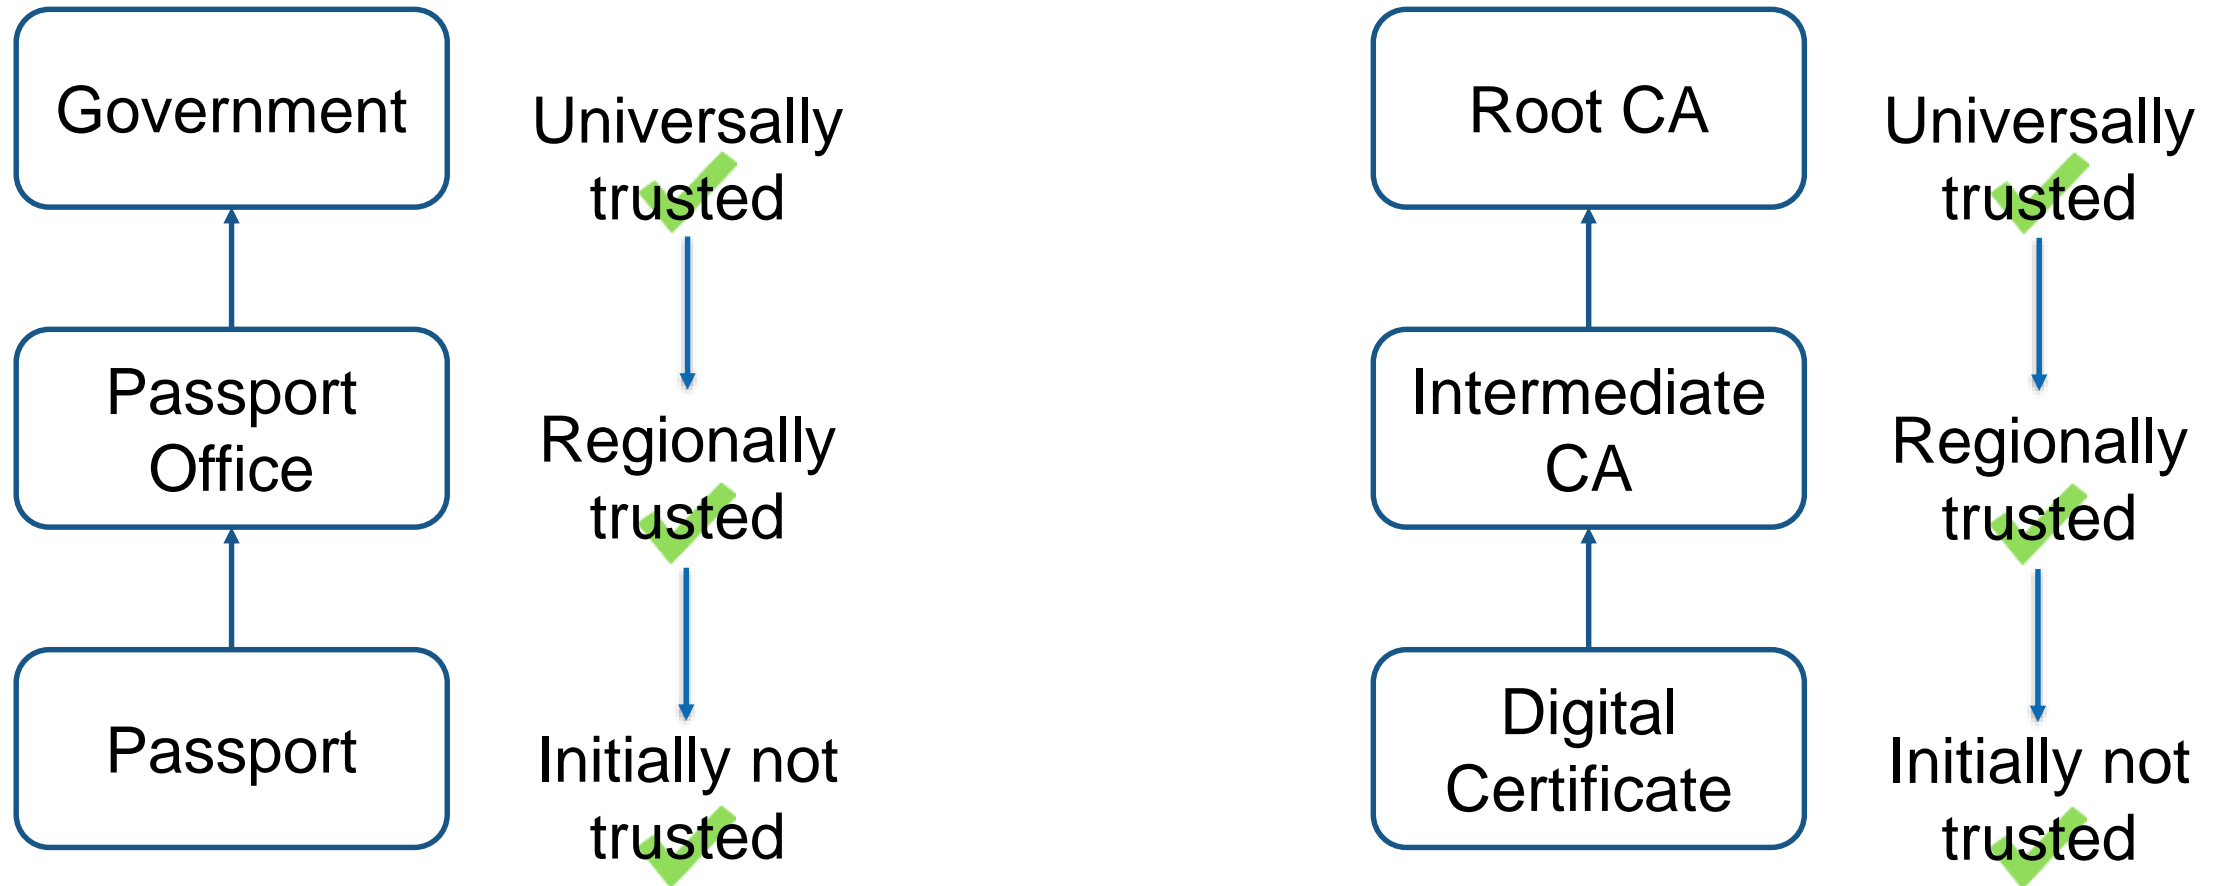 Government
Universally
trusted
Passport
Office
Regionally
trusted
Passport
Initially not
trusted
Root CA
Universally
trusted
Intermediate
CA
Regionally
trusted
Digital
Certificate
Initially not
trusted